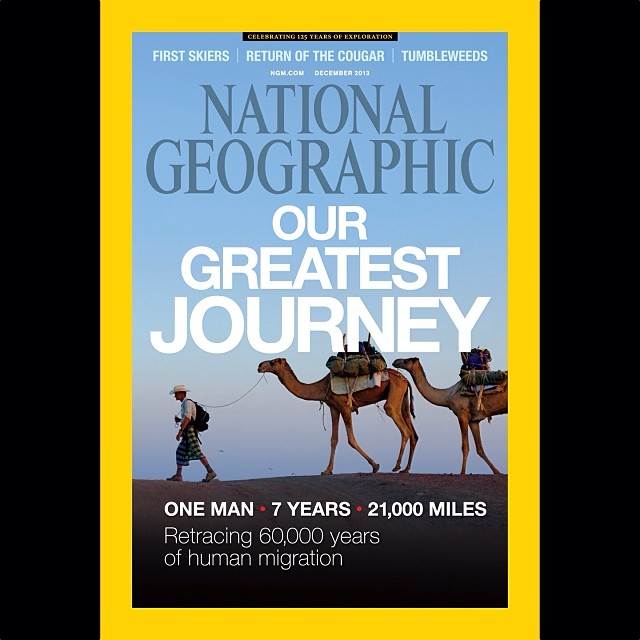 CELEBRATING 125 YEARS OF EXPLORATION
FIRST SKIERS | RETURN OF THE COUGAR | TUMBLEWEEDS
NGM.COM DECEMBER 2013
NATIONAL
GEOGRAPHIC
OUR
GREATEST
JOURNEY
ONE MAN • 7 YEARS • 21,000 MILES
Retracing 60,000 years
of human migration